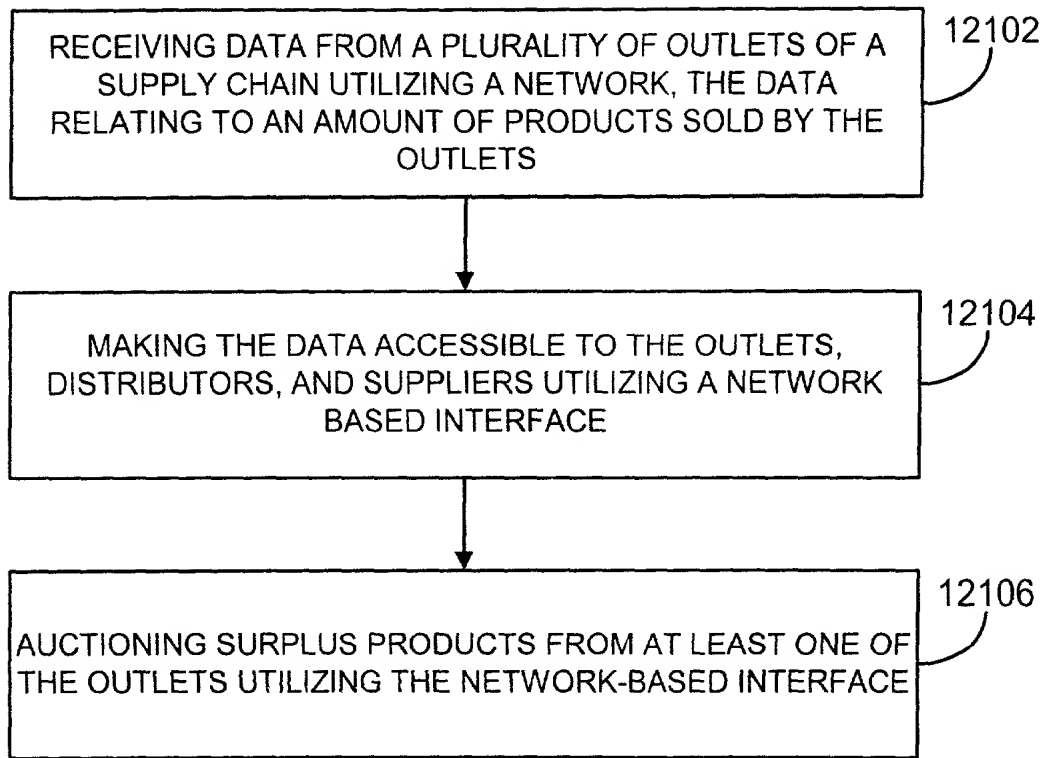 RECEIVING DATA FROM A PLURALITY OF OUTLETS OF A
SUPPLY CHAIN UTILIZING A NETWORK, THE DATA
RELATING TO AN AMOUNT OF PRODUCTS SOLD BY THE
OUTLETS
12102
MAKING THE DATA ACCESSIBLE TO THE OUTLETS,
DISTRIBUTORS, AND SUPPLIERS UTILIZING A NETWORK
BASED INTERFACE
12104
AUCTIONING SURPLUS PRODUCTS FROM AT LEAST ONE OF
THE OUTLETS UTILIZING THE NETWORK-BASED INTERFACE
12106